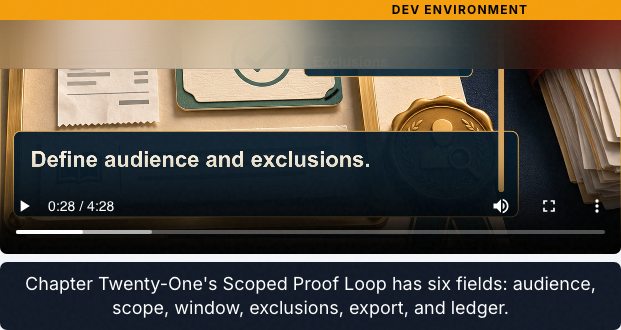 DEV ENVIRONMENT
Exclusions
Define audience and exclusions.
0:28 / 4:28
Chapter Twenty-One's Scoped Proof Loop has six fields: audience,
scope, window, exclusions, export, and ledger.